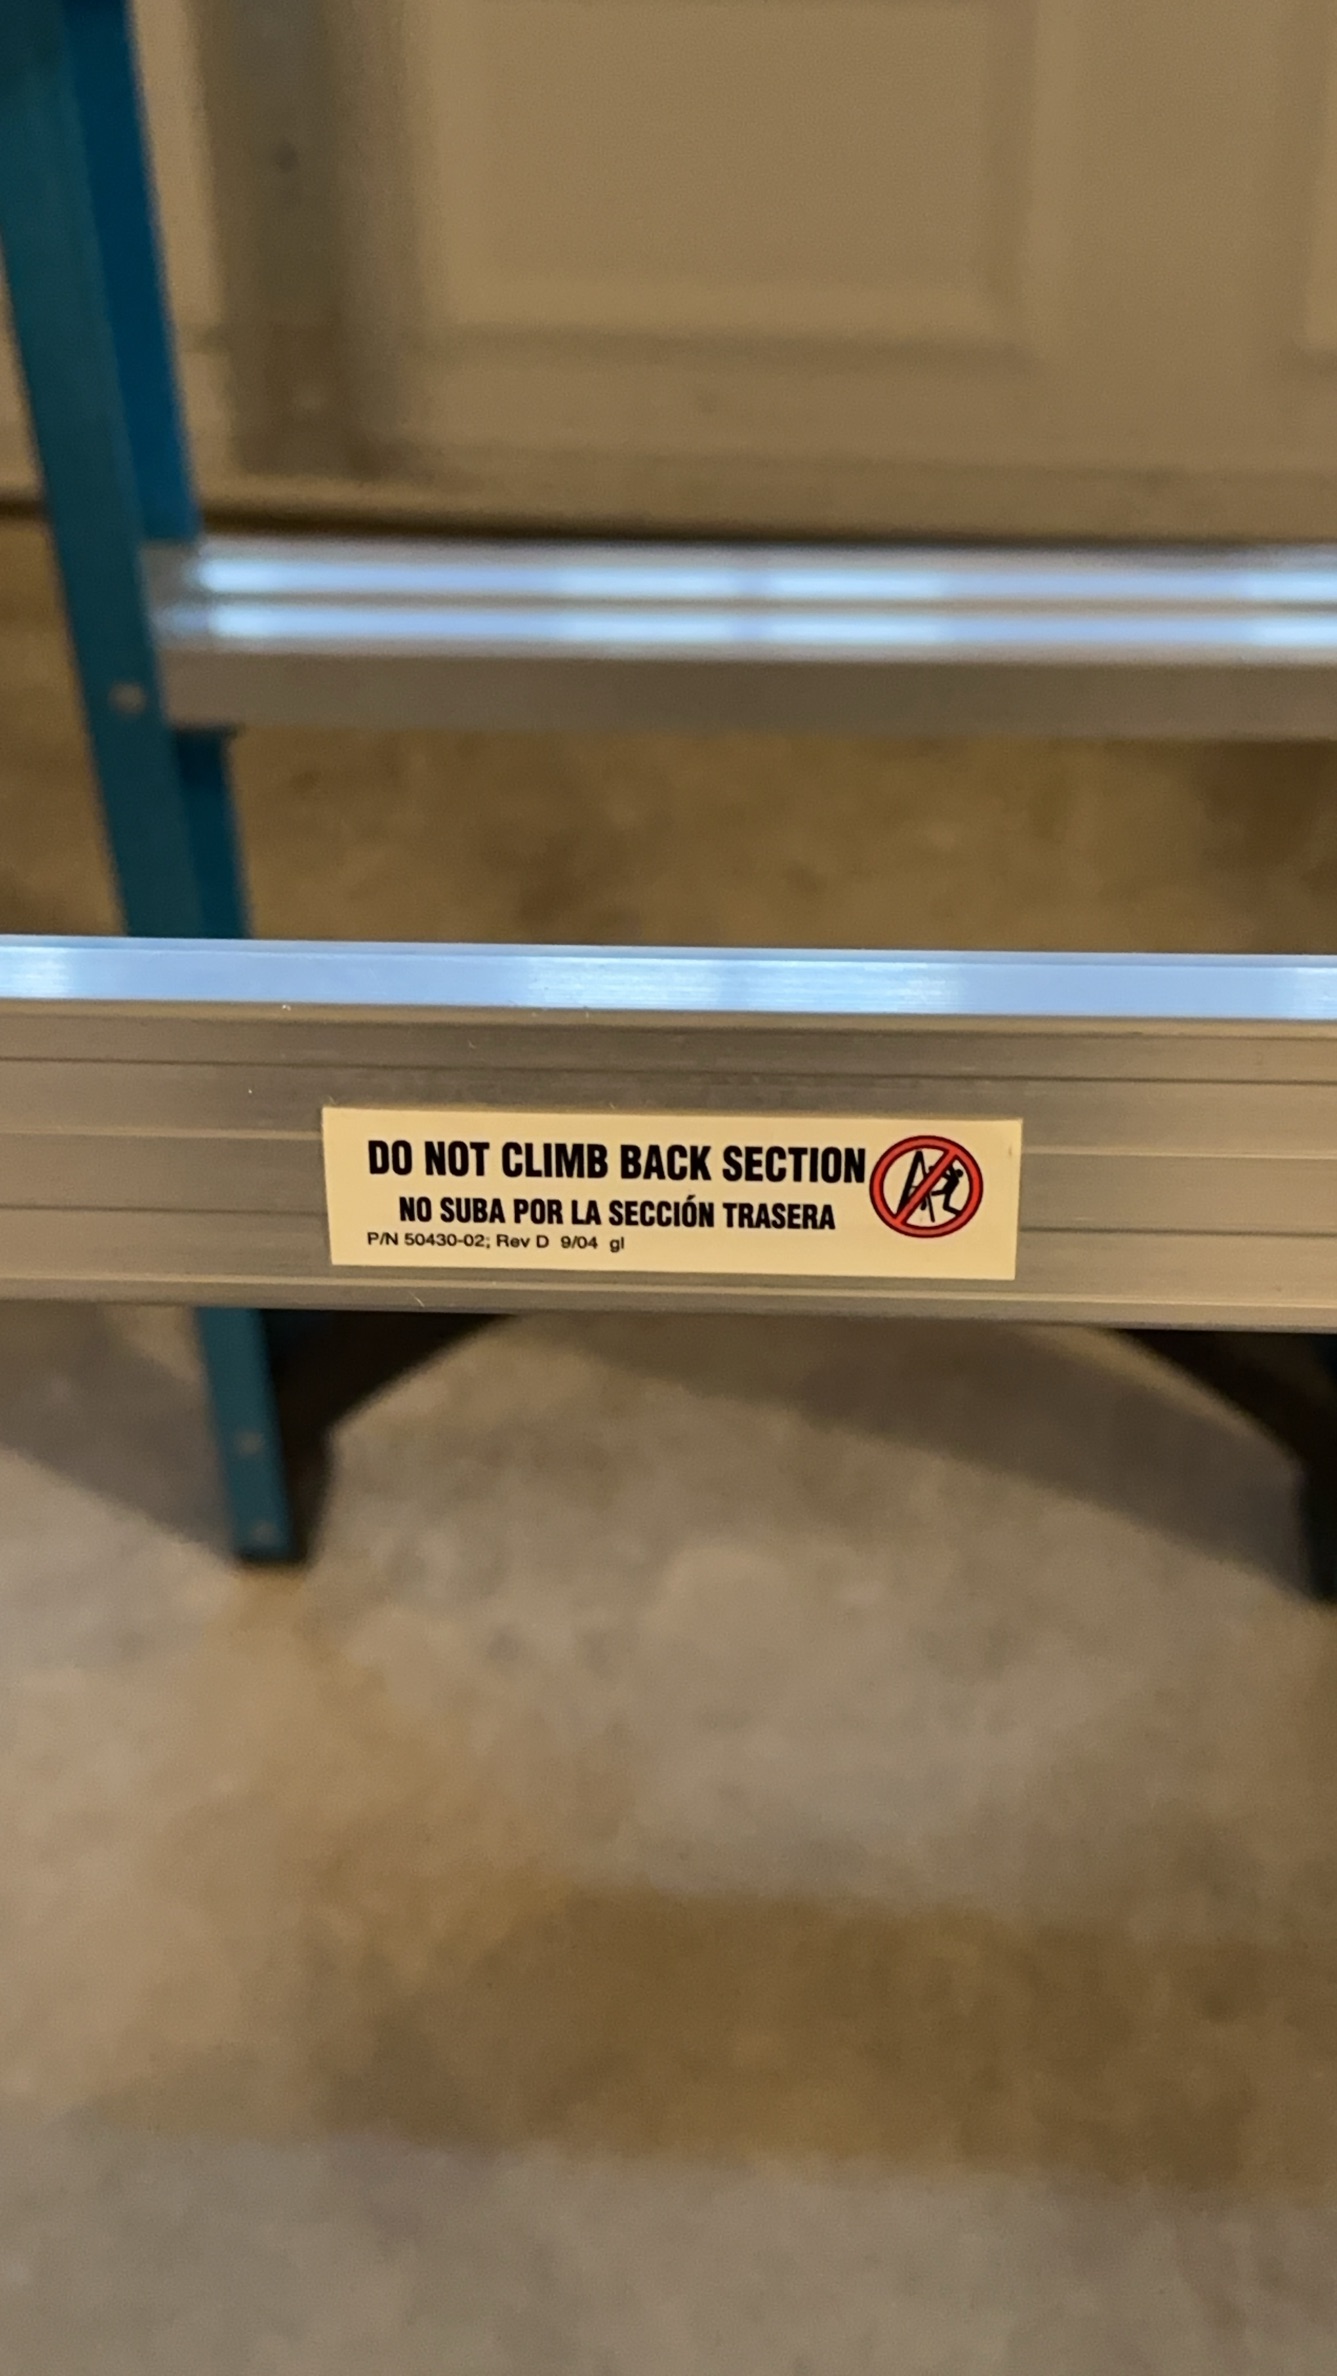 DO NOT CLIMB BACK SECTION
NO SUBA POR LA SECCIÓN TRASERA
P/N 50430-02; Rev D 9/04 gl